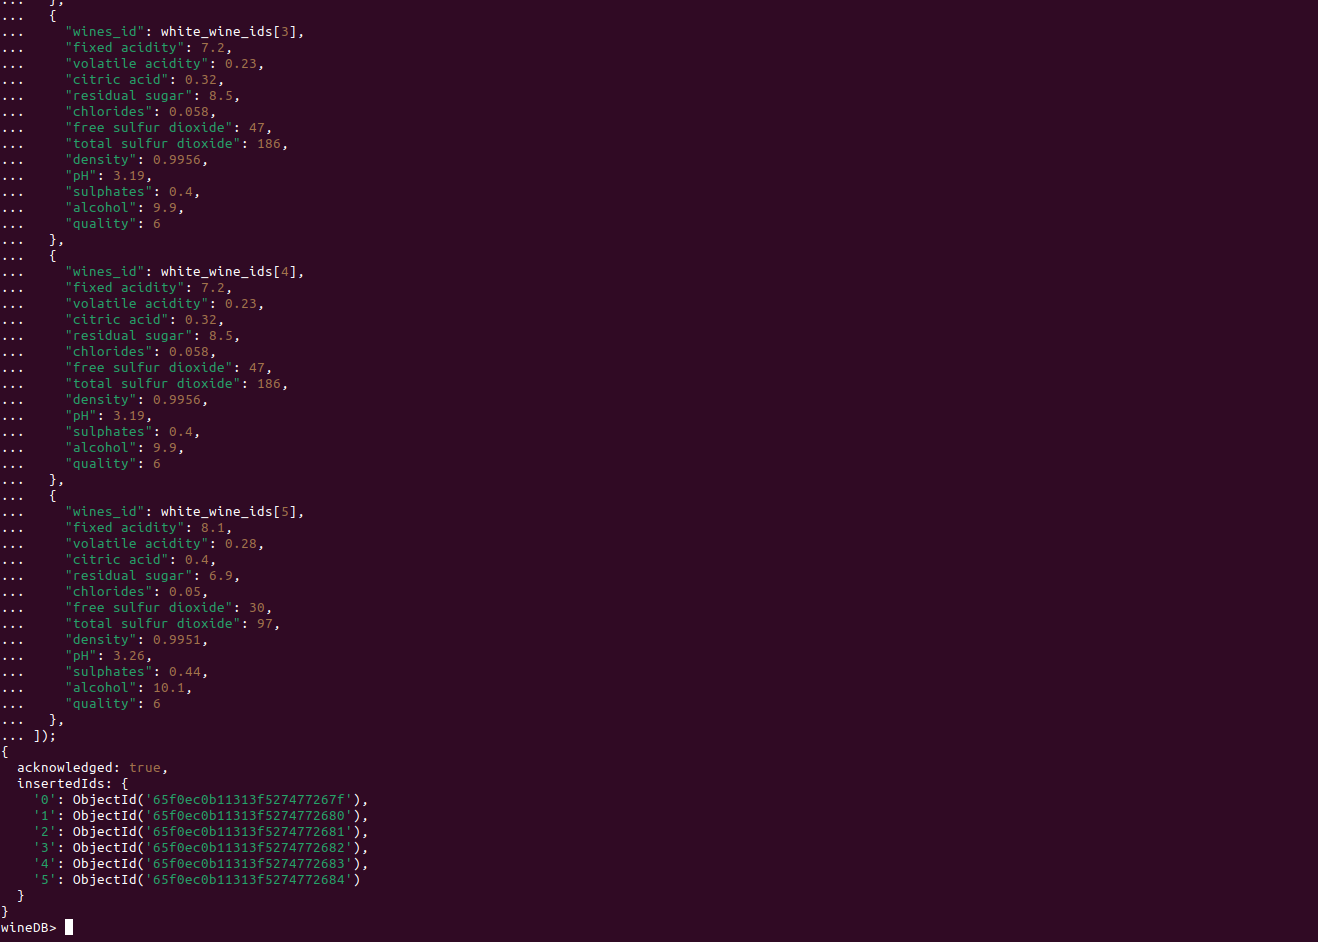 ...   },
...   {
...     "wines_id": white_wine_ids[3],
...     "fixed acidity": 7.2,
...     "volatile acidity": 0.23,
...     "citric acid": 0.32,
...     "residual sugar": 8.5,
...     "chlorides": 0.058,
...     "free sulfur dioxide": 47,
...     "total sulfur dioxide": 186,
...     "density": 0.9956,
...     "pH": 3.19,
...     "sulphates": 0.4,
...     "alcohol": 9.9,
...     "quality": 6
...   },
...   {
...     "wines_id": white_wine_ids[4],
...     "fixed acidity": 7.2,
...     "volatile acidity": 0.23,
...     "citric acid": 0.32,
...     "residual sugar": 8.5,
...     "chlorides": 0.058,
...     "free sulfur dioxide": 47,
...     "total sulfur dioxide": 186,
...     "density": 0.9956,
...     "pH": 3.19,
...     "sulphates": 0.4,
...     "alcohol": 9.9,
...     "quality": 6
...   },
...   {
...     "wines_id": white_wine_ids[5],
...     "fixed acidity": 8.1,
...     "volatile acidity": 0.28,
...     "citric acid": 0.4,
...     "residual sugar": 6.9,
...     "chlorides": 0.05,
...     "free sulfur dioxide": 30,
...     "total sulfur dioxide": 97,
...     "density": 0.9951,
...     "pH": 3.26,
...     "sulphates": 0.44,
...     "alcohol": 10.1,
...     "quality": 6
...   },
... ]);
{
  acknowledged: true,
  insertedIds: {
    '0': ObjectId('65f0ec0b11313f527477267f'),
    '1': ObjectId('65f0ec0b11313f5274772680'),
    '2': ObjectId('65f0ec0b11313f5274772681'),
    '3': ObjectId('65f0ec0b11313f5274772682'),
    '4': ObjectId('65f0ec0b11313f5274772683'),
    '5': ObjectId('65f0ec0b11313f5274772684')
  }
}
wineDB>